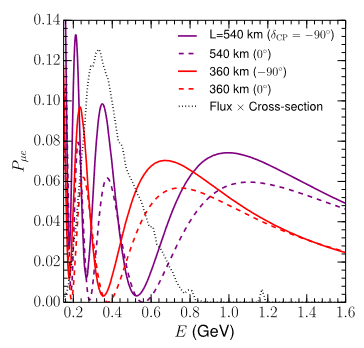 0.14
L=540 km (δCP = −90°)
540 km (0°)
0.12
360 km (−90°)
360 km (0°)
Flux × Cross-section
0.10
0.08
Pμe
0.06
0.04
0.02
0.00
0.2 0.4 0.6 0.8 1.0 1.2 1.4 1.6
E (GeV)